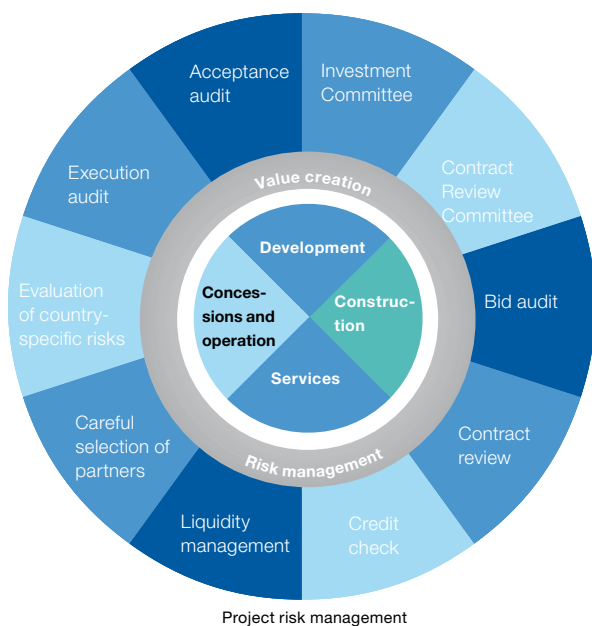 Acceptance
audit
Investment
Committee
Contract
Review
Committee
Bid audit
Contract
review
Credit
check
Liquidity
management
Careful
selection of
partners
Evaluation
of country-
specific risks
Execution
audit
Value creation
Development
Construc-
tion
Services
Conces-
sions and
operation
Risk management
Project risk management